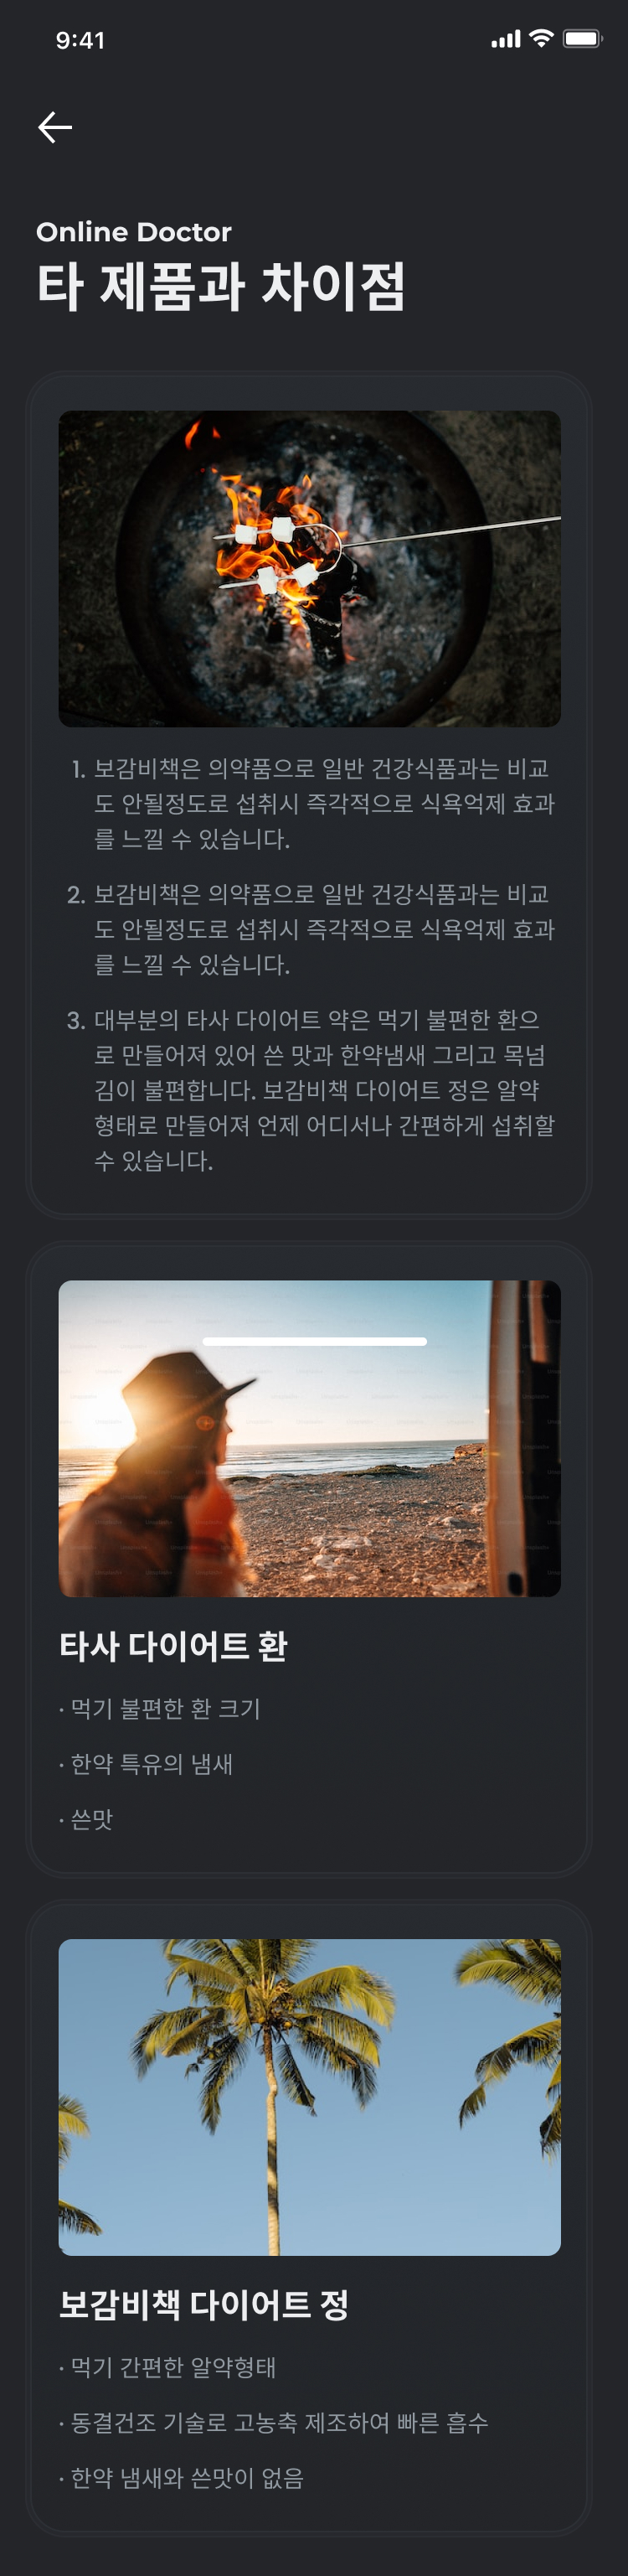 9:41
Online Doctor
타 제품과 차이점
1. 보감비책은 의약품으로 일반 건강식품과는 비교
도 안될정도로 섭취시 즉각적으로 식욕억제 효과
를 느낄 수 있습니다.
2. 보감비책은 의약품으로 일반 건강식품과는 비교
도 안될정도로 섭취시 즉각적으로 식욕억제 효과
를 느낄 수 있습니다.
3. 대부분의 타사 다이어트 약은 먹기 불편한 환으
로 만들어져 있어 쓴 맛과 한약냄새 그리고 목넘
김이 불편합니다. 보감비책 다이어트 정은 알약
형태로 만들어져 언제 어디서나 간편하게 섭취할
수 있습니다.
타사 다이어트 환
· 먹기 불편한 환 크기
· 한약 특유의 냄새
· 쓴맛
보감비책 다이어트 정
· 먹기 간편한 알약형태
· 동결건조 기술로 고농축 제조하여 빠른 흡수
· 한약 냄새와 쓴맛이 없음